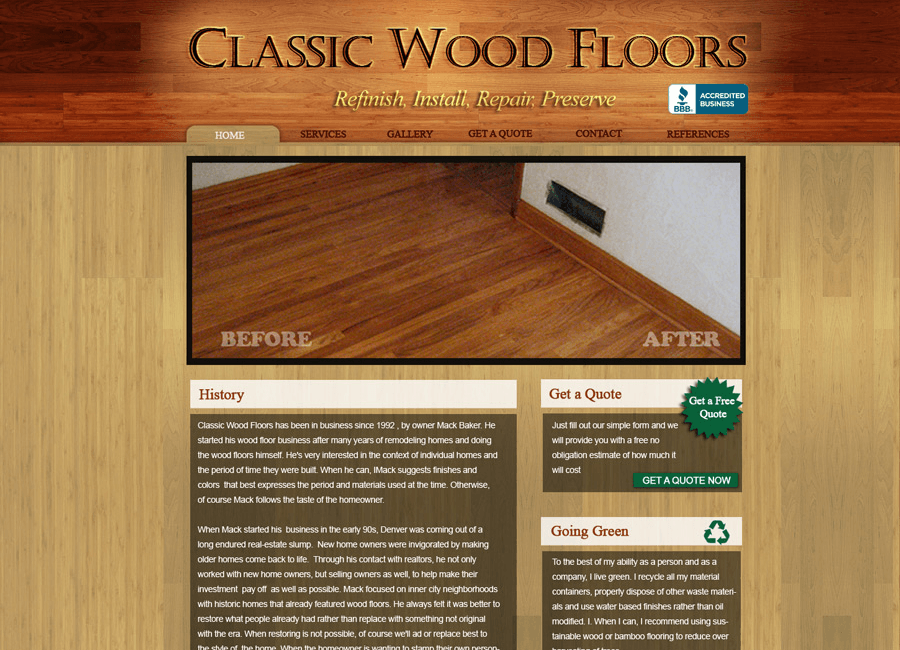 Classic Wood Floors
Refinish, Install, Repair, Preserve
BBB.
ACCREDITED
BUSINESS
HOME SERVICES GALLERY GET A QUOTE CONTACT REFERENCES
BEFORE AFTER
History
Classic Wood Floors has been in business since 1992 , by owner Mack Baker. He
started his wood floor business after many years of remodeling homes and doing
the wood floors himself. He's very interested in the context of individual homes and
the period of time they were built. When he can, IMack suggests finishes and
colors that best expresses the period and materials used at the time. Otherwise,
of course Mack follows the taste of the homeowner.
When Mack started his business in the early 90s, Denver was coming out of a
long endured real-estate slump. New home owners were invigorated by making
older homes come back to life. Through his contact with realtors, he not only
worked with new home owners, but selling owners as well, to help make their
investment pay off as well as possible. Mack focused on inner city neighborhoods
with historic homes that already featured wood floors. He always felt it was better to
restore what people already had rather than replace with something not original
with the era. When restoring is not possible, of course we'll ad or replace best to
the style of the home. When the homeowner is wanting to stamp their own person-
Get a Quote
Get a Free
Quote
Just fill out our simple form and we
will provide you with a free no
obligation estimate of how much it
will cost
GET A QUOTE NOW
Going Green
To the best of my ability as a person and as a
company, I live green. I recycle all my material
containers, properly dispose of other waste materi-
als and use water based finishes rather than oil
modified. I. When I can, I recommend using sus-
tainable wood or bamboo flooring to reduce over
harvesting of trees.